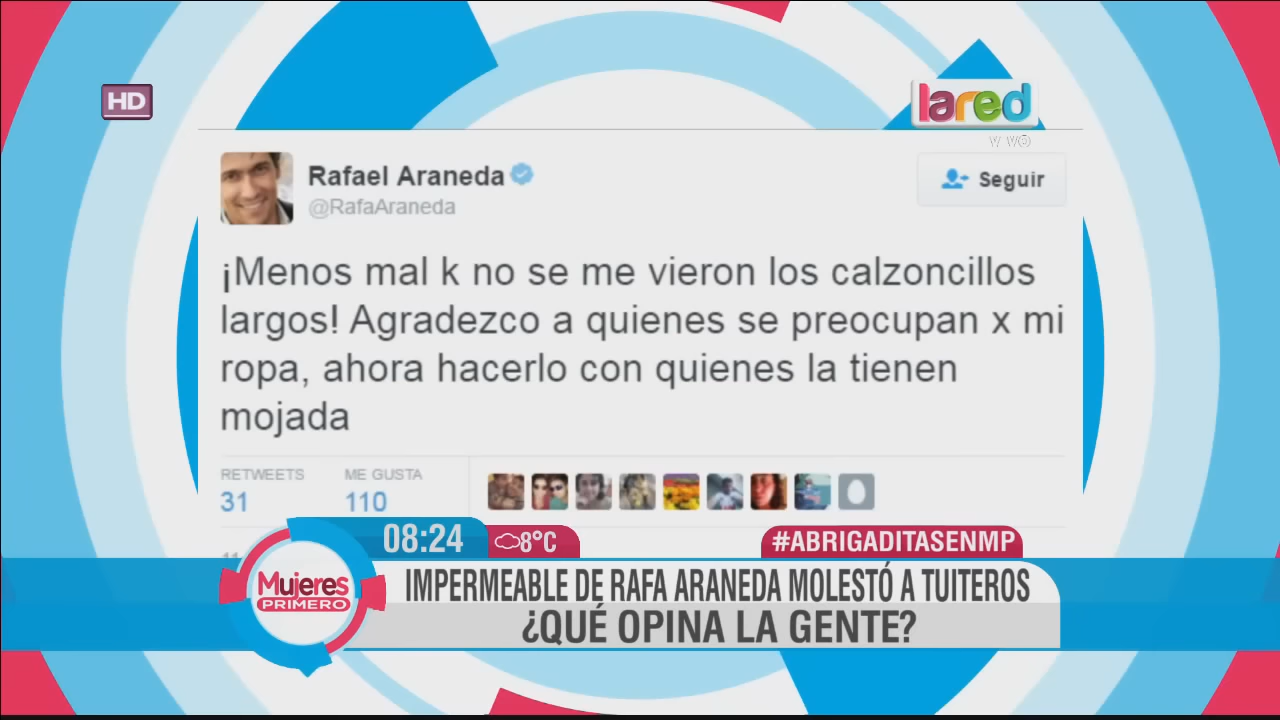 HD
lared
VIVO
Rafael Araneda
@RafaAraneda
Seguir
¡Menos mal k no se me vieron los calzoncillos
largos! Agradezco a quienes se preocupan x mi
ropa, ahora hacerlo con quienes la tienen
mojada
RETWEETS
ME GUSTA
31
110
08:24
8°C
#ABRIGADITASENMP
Mujeres
PRIMERO
IMPERMEABLE DE RAFA ARANEDA MOLESTÓ A TUITEROS
¿QUÉ OPINA LA GENTE?